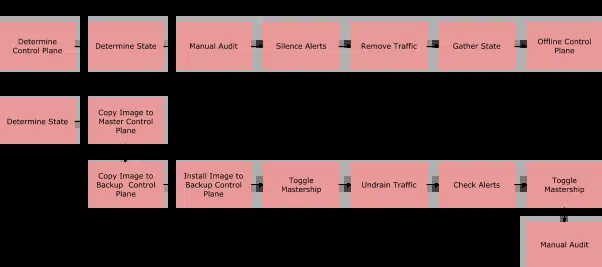 Determine
Control Plane
Determine State
Manual Audit
Silence Alerts
Remove Traffic
Gather State
Offline Control
Plane
Determine State
Copy Image to
Master Control
Plane
Copy Image to
Backup Control
Plane
Install Image to
Backup Control
Plane
Toggle
Mastership
Undrain Traffic
Check Alerts
Toggle
Mastership
Manual Audit